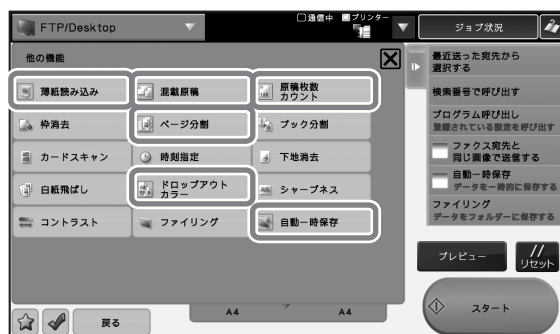 FTP/Desktop
通信中 プリンター
ジョブ状況
他の機能
薄紙読み込み
混載原稿
原稿枚数
カウント
枠消去
ページ分割
ブック分割
カードスキャン
時刻指定
下地消去
白紙飛ばし
ドロップアウト
カラー
シャープネス
コントラスト
ファイリング
自動一時保存
戻る
A4
A4
最近送った宛先から
選択する
検索番号で呼び出す
プログラム呼び出し
登録されている設定を呼び出す
ファクス宛先と
同じ画像で送信する
自動一時保存
データを一時的に保存する
ファイリング
データをフォルダーに保存する
プレビュー
リセット
スタート